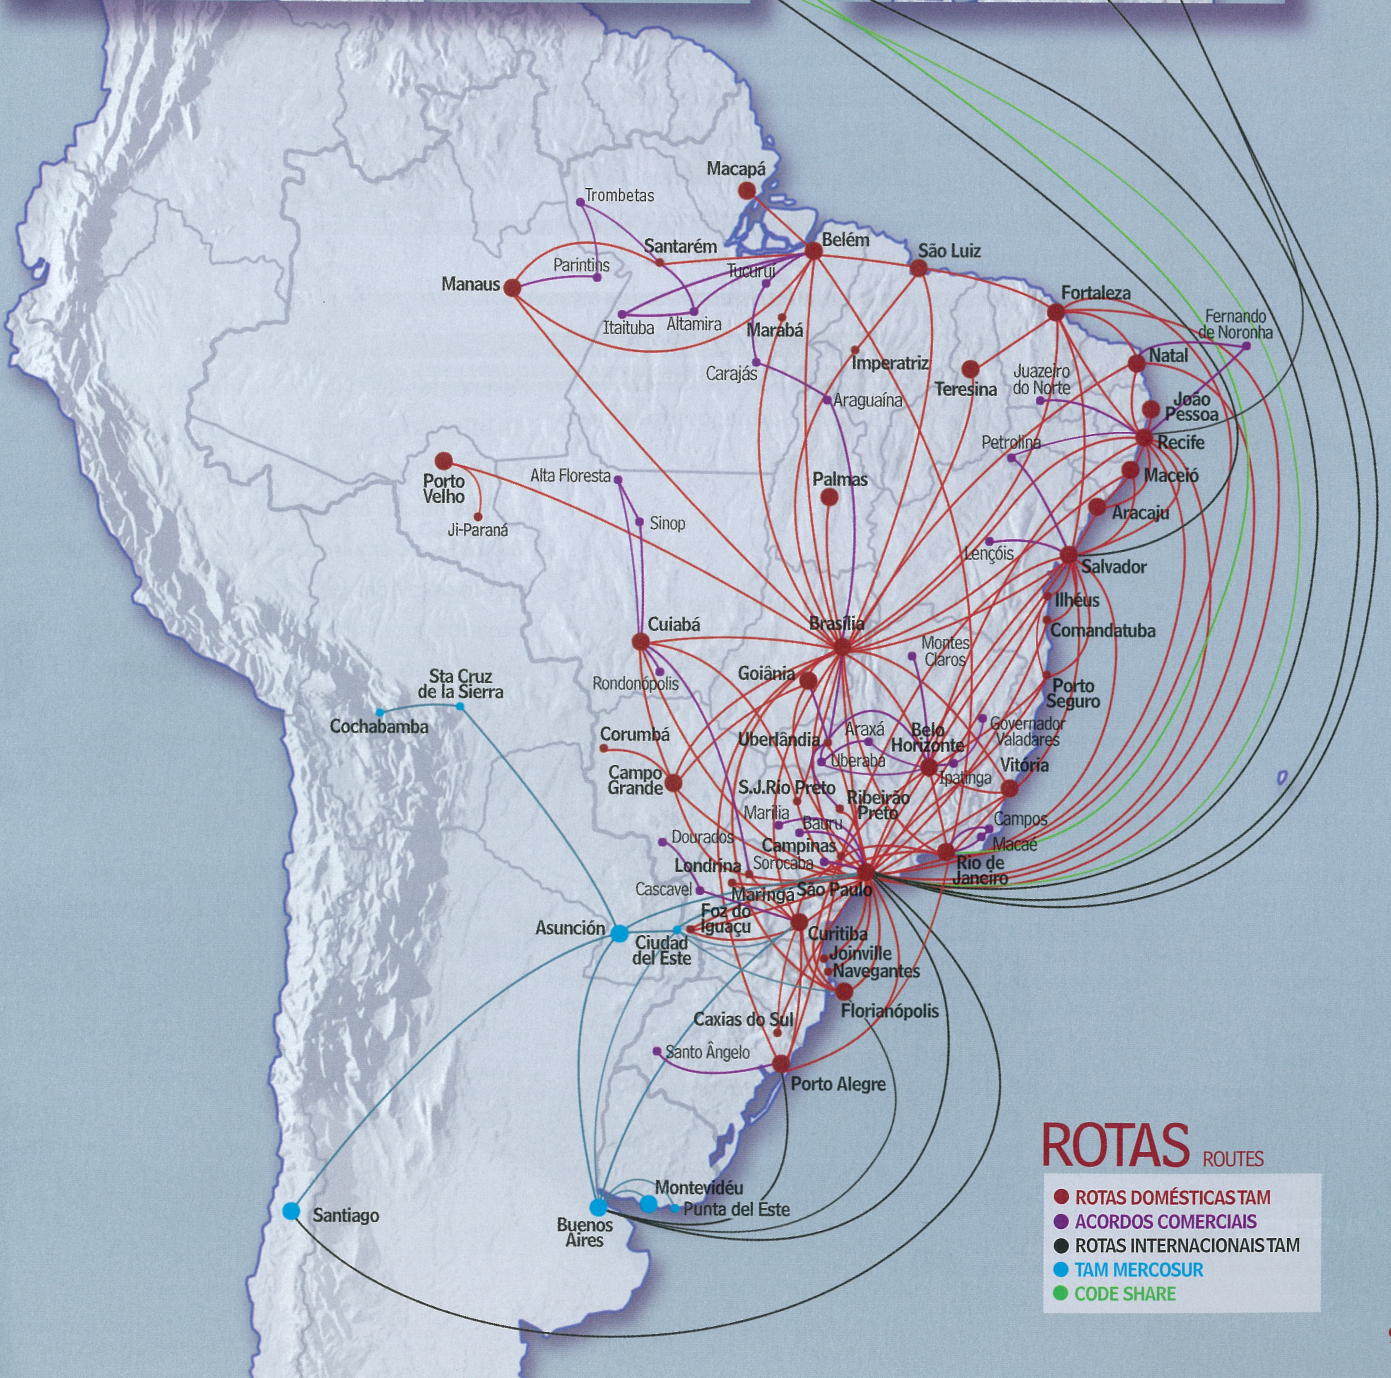 Macapá
Trombetas
Santarém
Belém
São Luiz
Parintins
Tucuruí
Manaus
Fortaleza
Itaituba
Altamira
Marabá
Fernando
de Noronha
Imperatriz
Natal
Carajás
Teresina
Juazeiro
do Norte
Araguaína
João
Pessoa
Petrolina
Recife
Porto
Velho
Alta Floresta
Palmas
Maceió
Ji-Paraná
Sinop
Aracaju
Lençóis
Salvador
Ilhéus
Cuiabá
Brasília
Comandatuba
Montes
Claros
Sta Cruz
de la Sierra
Rondonópolis
Goiânia
Porto
Seguro
Cochabamba
Corumbá
Uberlândia
Araxá
Belo
Horizonte
Governador
Valadares
Uberaba
Campo
Grande
Ipatinga
Vitória
S.J.Rio Preto
Ribeirão
Preto
Marília
Bauru
Campos
Dourados
Campinas
Macaé
Londrina
Sorocaba
Rio de
Janeiro
Cascavel
Maringá
São Paulo
Foz do
Iguaçu
Asunción
Ciudad
del Este
Curitiba
Joinville
Navegantes
Florianópolis
Caxias do Sul
Santo Ângelo
Porto Alegre
Montevidéu
Punta del Este
Santiago
Buenos
Aires
ROTAS ROUTES
ROTAS DOMÉSTICAS TAM
ACORDOS COMERCIAIS
ROTAS INTERNACIONAIS TAM
TAM MERCOSUR
CODE SHARE